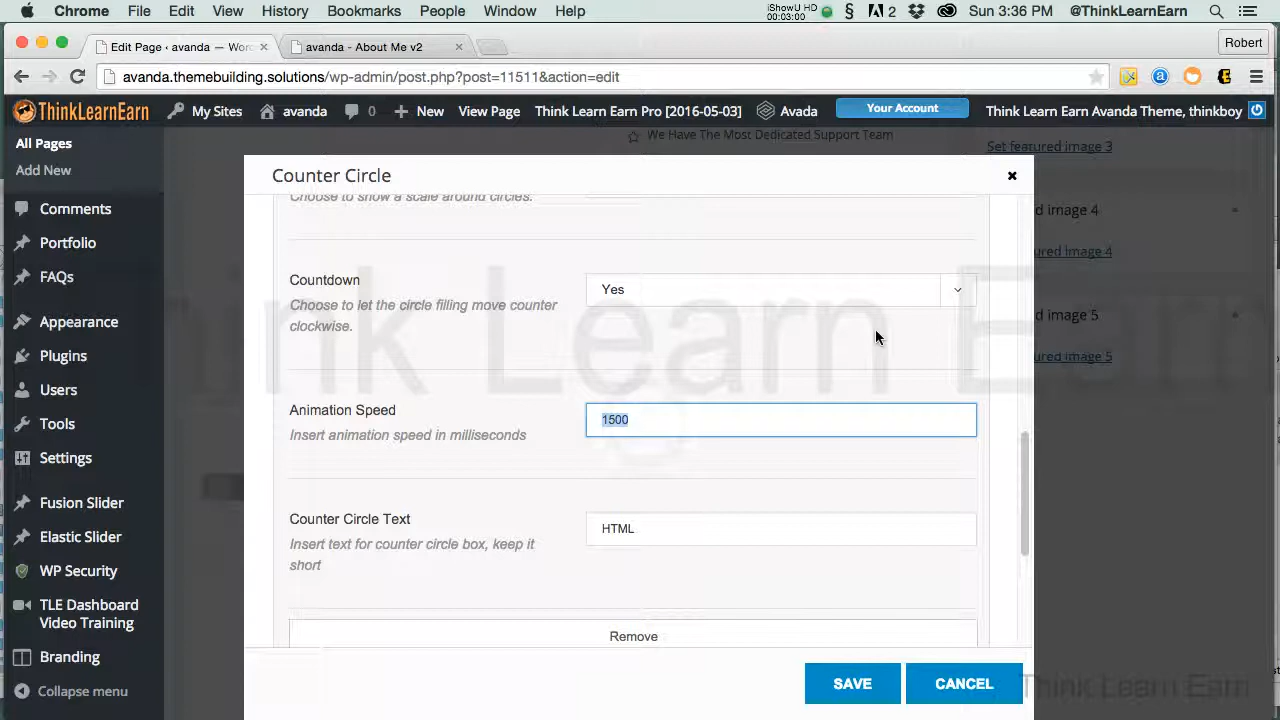 Chrome File Edit View History Bookmarks People Window Help iShowU HD 00:03:00 2 Sun 3:36 PM @ThinkLearnEarn
Edit Page ‹ avanda — Wor × avanda - About Me v2 × Robert
avanda.themebuilding.solutions/wp-admin/post.php?post=11511&action=edit
ThinkLearnEarn My Sites avanda 0 New View Page Think Learn Earn Pro [2016-05-03] Avada Your Account Think Learn Earn Avanda Theme, thinkboy
All Pages
Add New
Comments
Portfolio
FAQs
Appearance
Plugins
Users
Tools
Settings
Fusion Slider
Elastic Slider
WP Security
TLE Dashboard
Video Training
Branding
Collapse menu
We Have The Most Dedicated Support Team
Set featured image 3
ed image 4
ured image 4
ed image 5
ured image 5
Counter Circle
Choose to show a scale around circles.
Countdown
Yes
Choose to let the circle filling move counter
clockwise.
Animation Speed
1500
Insert animation speed in milliseconds
Counter Circle Text
HTML
Insert text for counter circle box, keep it
short
Remove
SAVE CANCEL
hink Learn Earn
Think Learn Earn